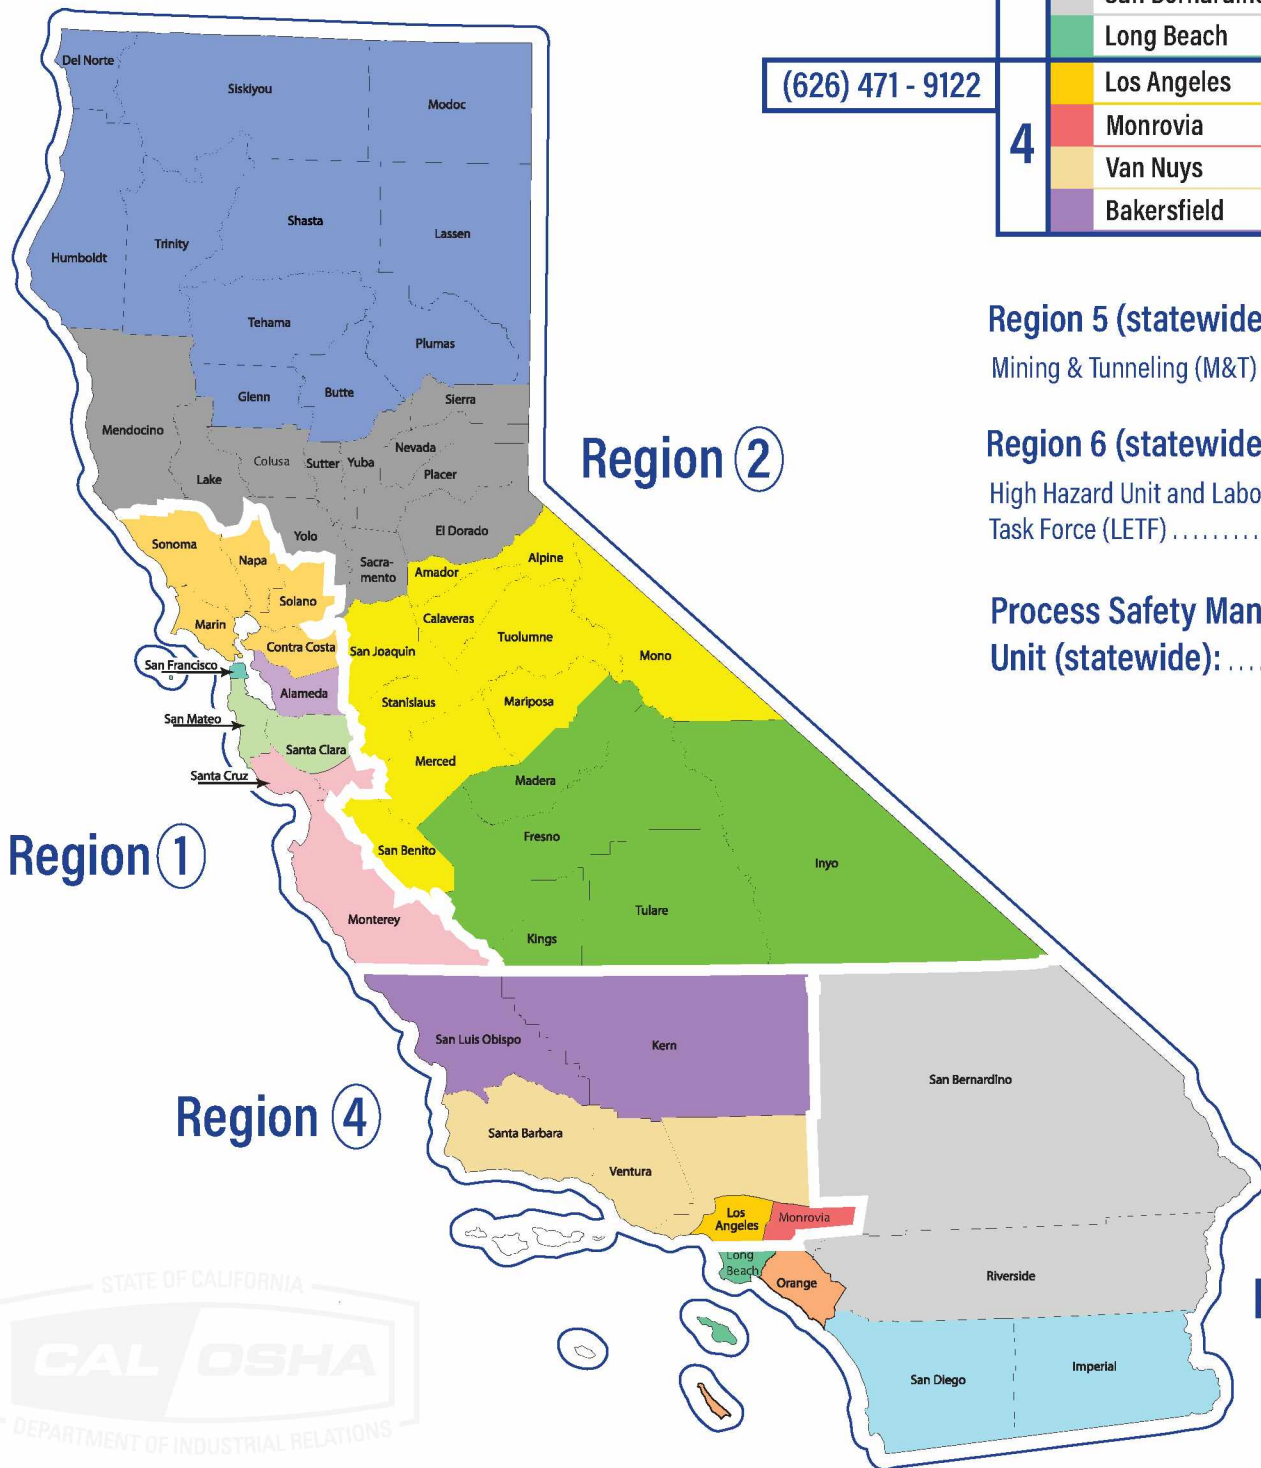 Long Beach
(626) 471 - 9122
4
Los Angeles
Monrovia
Van Nuys
Bakersfield
Region 5 (statewide
Mining & Tunneling (M&T)
Region 6 (statewide
High Hazard Unit and Labo
Task Force (LETF) .........
Process Safety Man
Unit (statewide): ....
Del Norte
Siskiyou
Modoc
Humboldt
Trinity
Shasta
Lassen
Tehama
Plumas
Glenn
Butte
Sierra
Mendocino
Lake
Colusa
Sutter
Yuba
Nevada
Placer
Yolo
El Dorado
Sacra-
mento
Region 2
Sonoma
Napa
Solano
Marin
Contra Costa
San Francisco
Alameda
San Mateo
Santa Clara
Santa Cruz
Monterey
Region 1
Amador
Alpine
Calaveras
Tuolumne
San Joaquin
Mono
Stanislaus
Mariposa
Merced
San Benito
Madera
Fresno
Inyo
Tulare
Kings
Region 4
San Luis Obispo
Kern
Santa Barbara
Ventura
Los
Angeles
Monrovia
San Bernardino
Long
Beach
Orange
Riverside
San Diego
Imperial
STATE OF CALIFORNIA
CAL OSHA
DEPARTMENT OF INDUSTRIAL RELATIONS